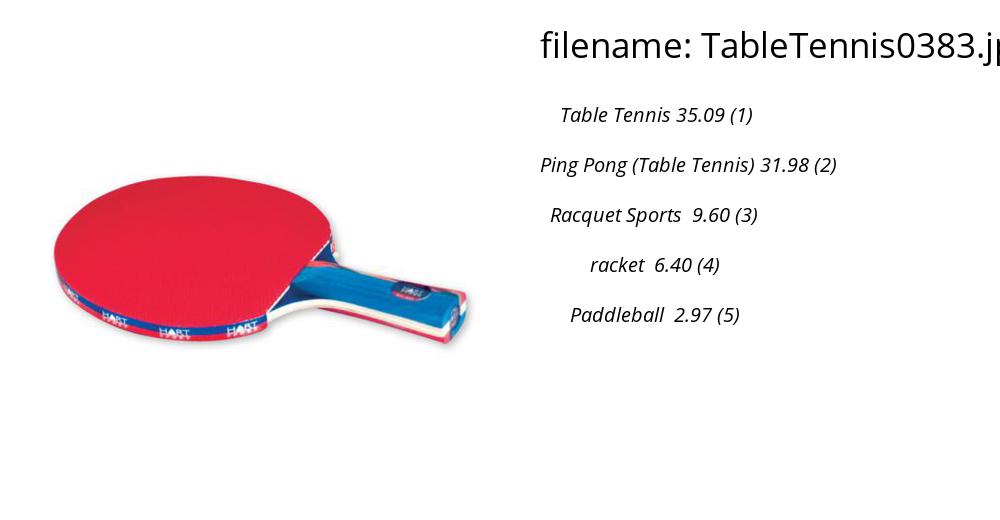 filename: TableTennis0383.jp
Table Tennis 35.09 (1)
Ping Pong (Table Tennis) 31.98 (2)
Racquet Sports 9.60 (3)
racket 6.40 (4)
Paddleball 2.97 (5)
HART
HART HART HART HART